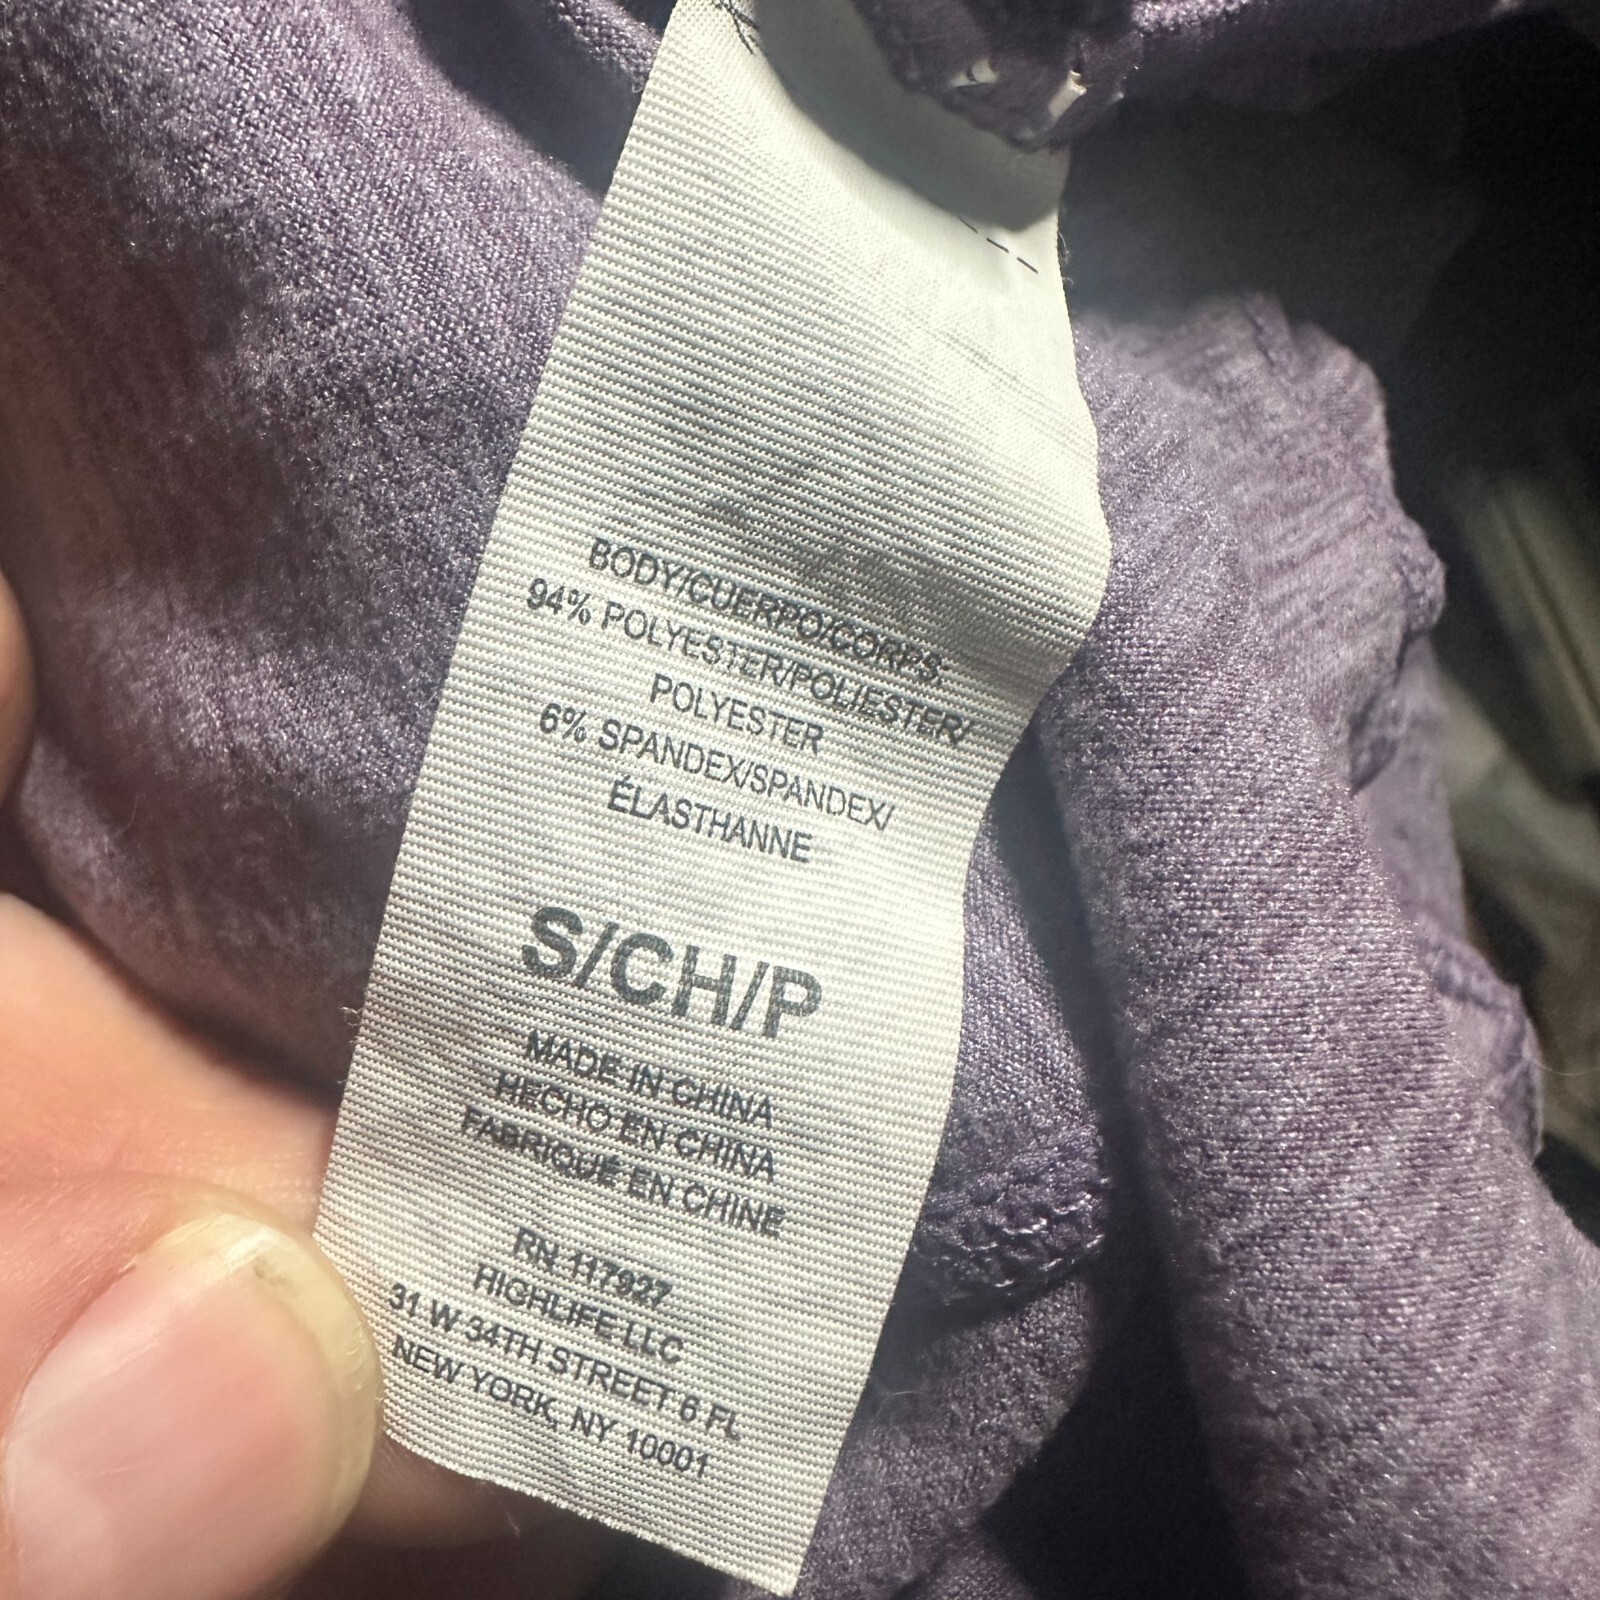 BODY/CUERPO/CORPS:
94% POLYESTER/POLIESTER/
POLYESTER
6% SPANDEX/SPANDEX/
ÉLASTHANNE
S/CH/P
MADE IN CHINA
HECHO EN CHINA
FABRIQUÉ EN CHINE
RN 117927
HIGHLIFE LLC
31 W 34TH STREET 6 FL
NEW YORK, NY 10001